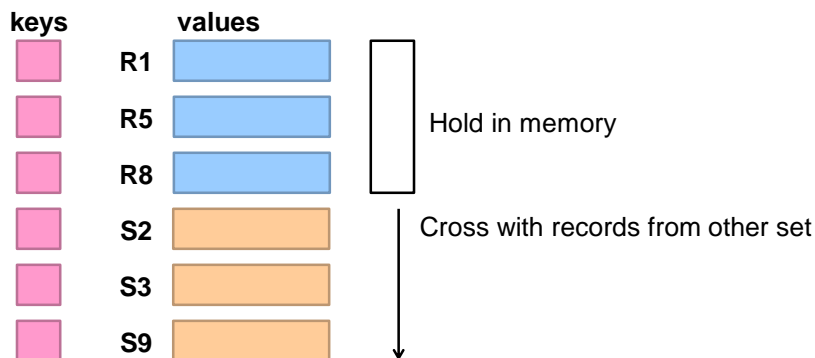 keys values
R1
R5
Hold in memory
R8
S2
Cross with records from other set
S3
S9